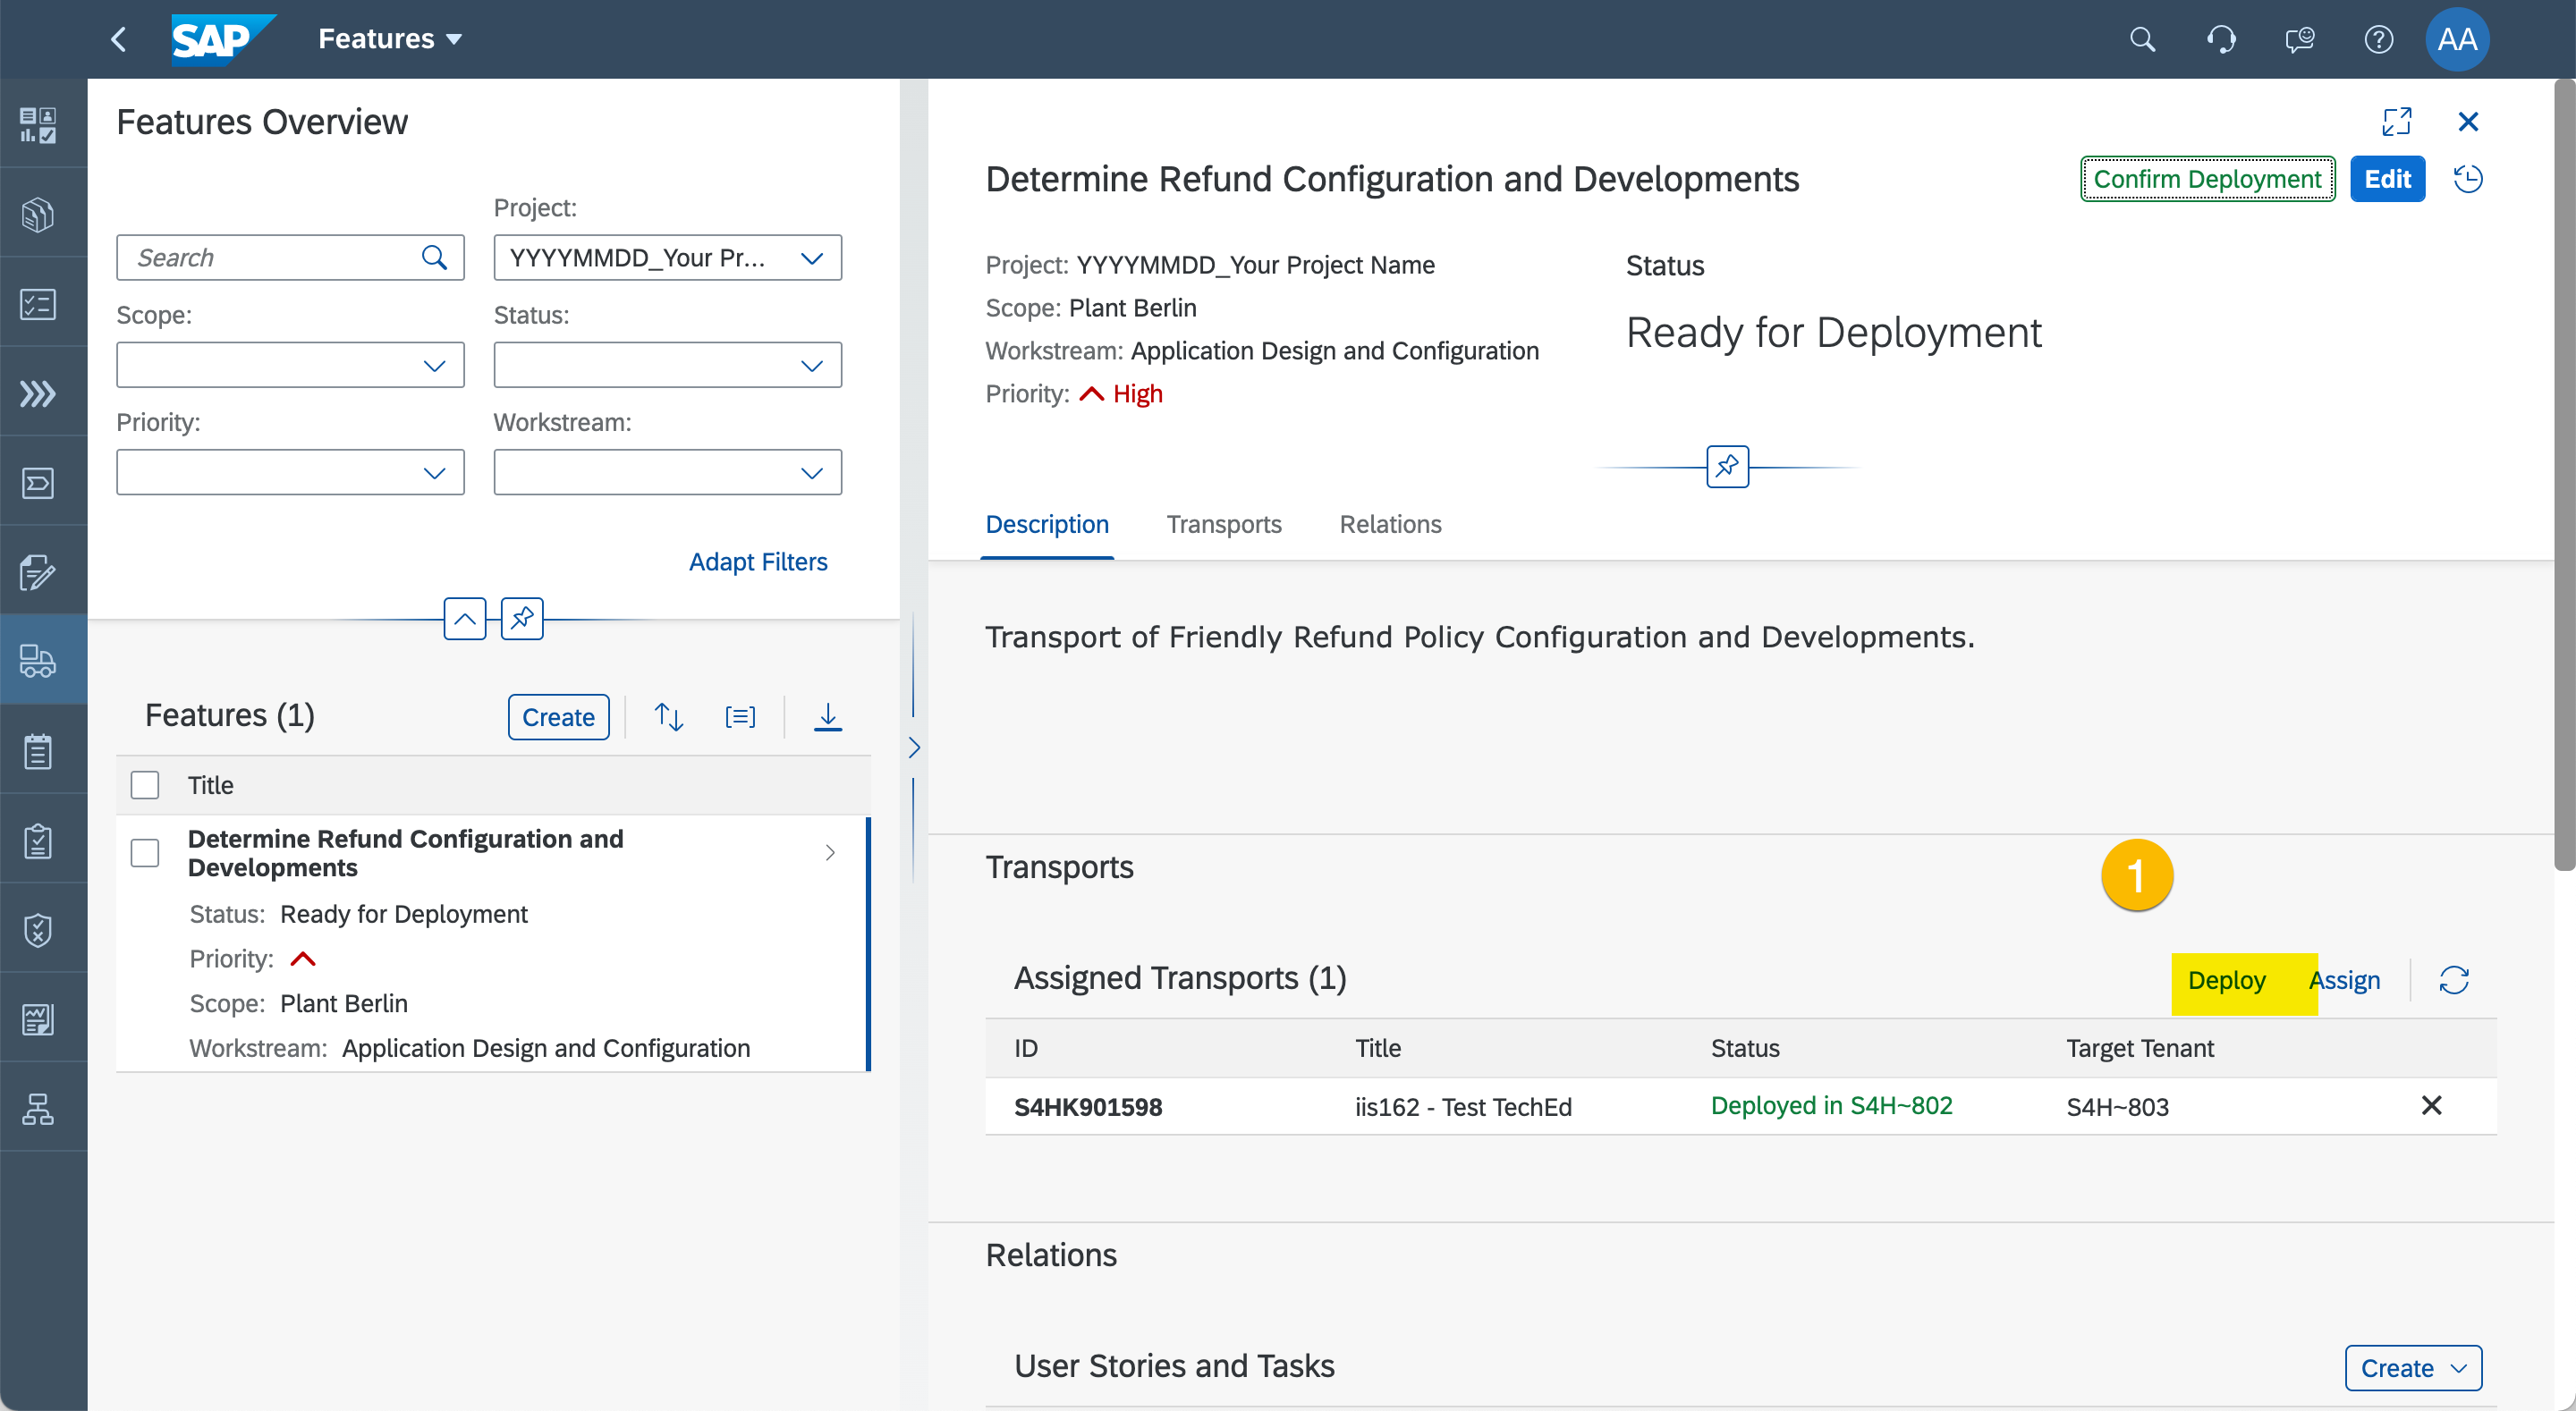 SAP
Features
AA
Features Overview
Project:
Search
YYYYMMDD_Your Pr...
Scope:
Status:
Priority:
Workstream:
Adapt Filters
Features (1)
Create
Title
Determine Refund Configuration and
Developments
Status: Ready for Deployment
Priority:
Scope: Plant Berlin
Workstream: Application Design and Configuration
Determine Refund Configuration and Developments
Confirm Deployment
Edit
Project: YYYYMMDD_Your Project Name
Scope: Plant Berlin
Workstream: Application Design and Configuration
Priority: High
Status
Ready for Deployment
Description
Transports
Relations
Transport of Friendly Refund Policy Configuration and Developments.
Transports
1
Assigned Transports (1)
Deploy
Assign
ID Title Status Target Tenant
S4HK901598 iis162 - Test TechEd Deployed in S4H~802 S4H~803
Relations
User Stories and Tasks
Create